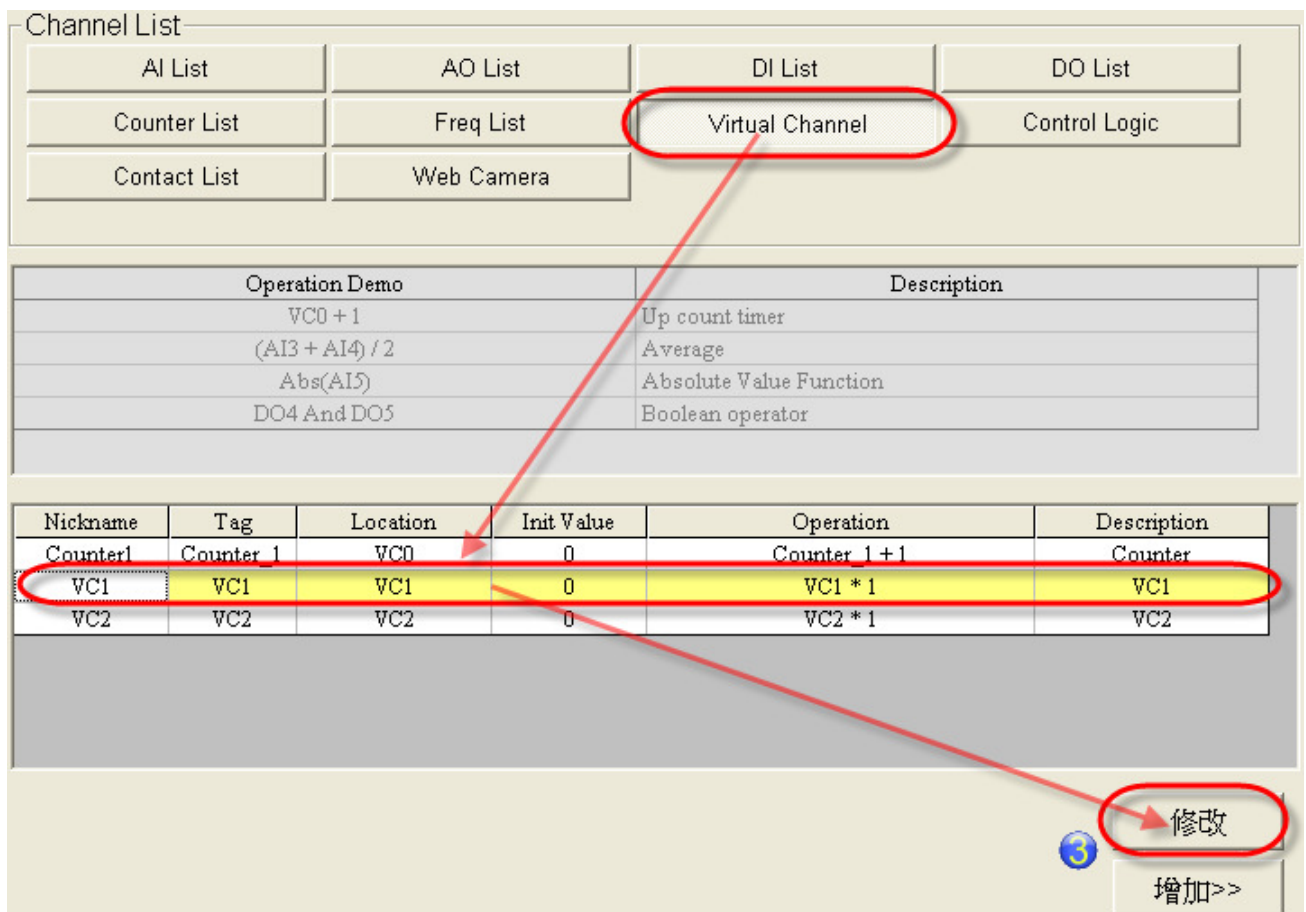 Channel List
AI List AO List DI List DO List
Counter List Freq List Virtual Channel Control Logic
Contact List Web Camera
Operation Demo Description
VC0 + 1 Up count timer
(AI3 + AI4) / 2 Average
Abs(AI5) Absolute Value Function
DO4 And DO5 Boolean operator
Nickname Tag Location Init Value Operation Description
Counter1 Counter_1 VC0 0 Counter_1 + 1 Counter
VC1 VC1 VC1 0 VC1 * 1 VC1
VC2 VC2 VC2 0 VC2 * 1 VC2
修改
3
增加>>